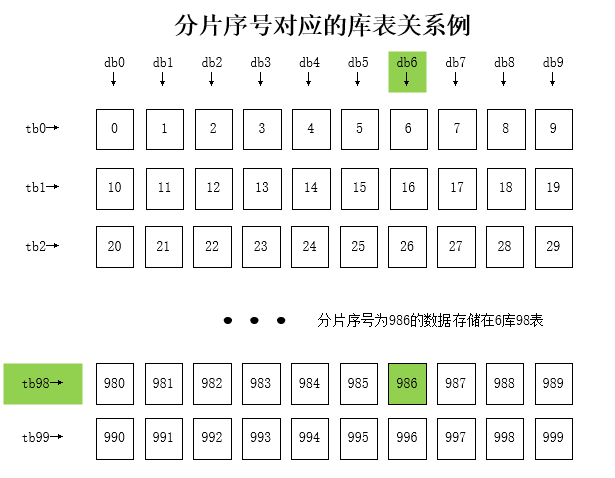 分片序号对应的库表关系例
db0 db1 db2 db3 db4 db5 db6 db7 db8 db9
tb0 0 1 2 3 4 5 6 7 8 9
tb1 10 11 12 13 14 15 16 17 18 19
tb2 20 21 22 23 24 25 26 27 28 29
分片序号为986的数据存储在6库98表
tb98 980 981 982 983 984 985 986 987 988 989
tb99 990 991 992 993 994 995 996 997 998 999